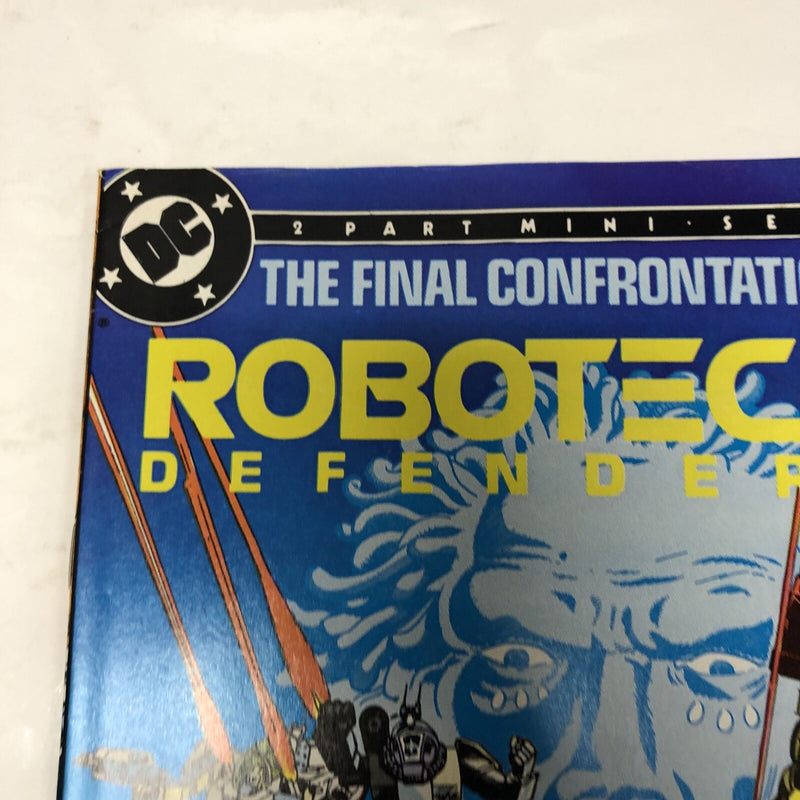 DC
2 PART MINI-SE
THE FINAL CONFRONTATI
ROBOTEC
DEFENDER